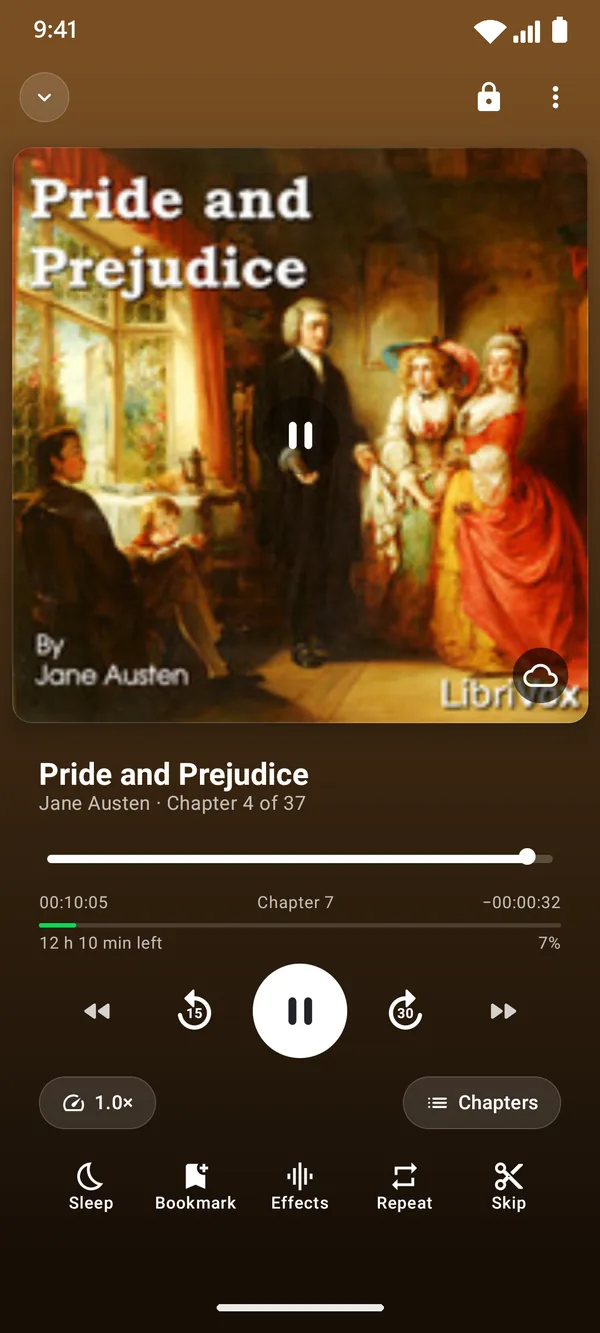 9:41
Pride and
Prejudice
By
Jane Austen
LibriVox
Pride and Prejudice
Jane Austen · Chapter 4 of 37
00:10:05 Chapter 7 −00:00:32
12 h 10 min left 7%
15 30
1.0× Chapters
Sleep Bookmark Effects Repeat Skip